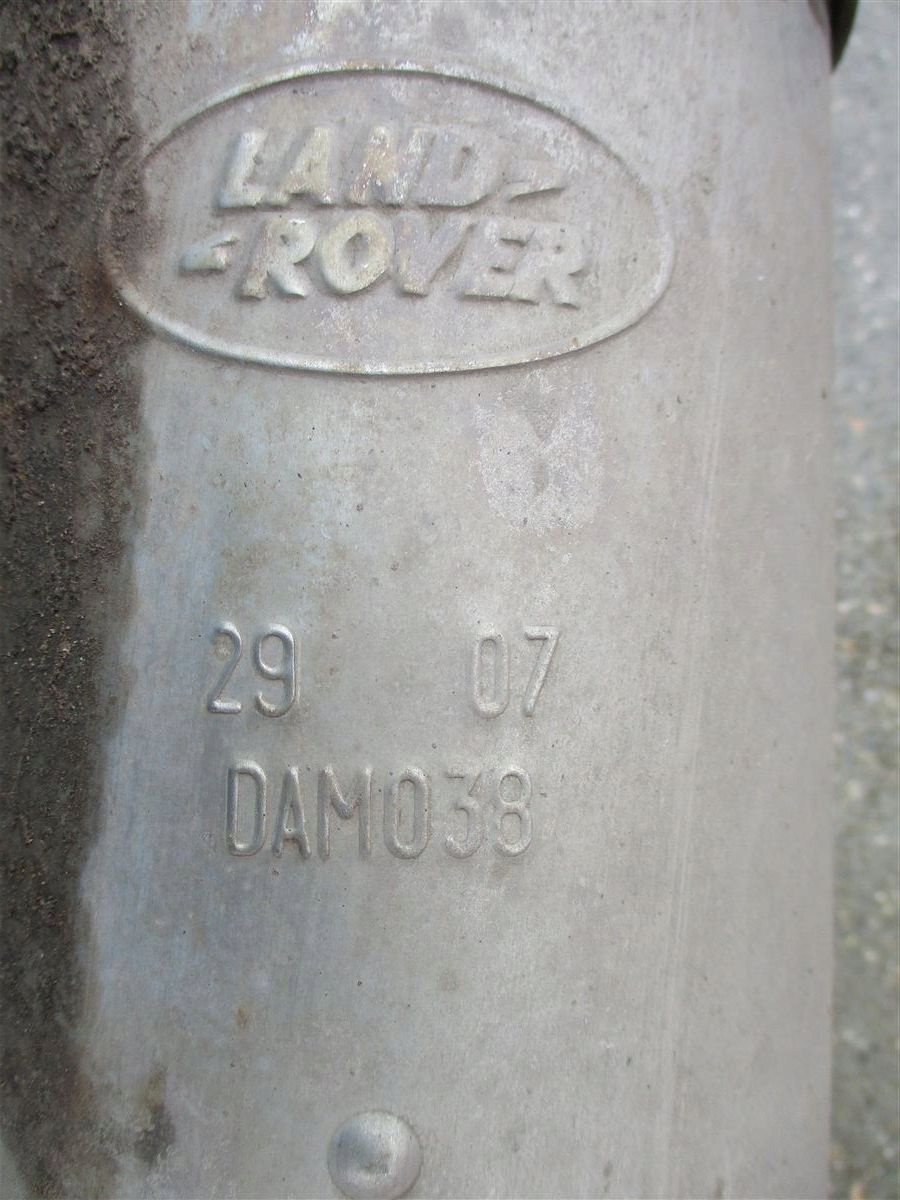 LAND
ROVER
29 07
DAM038